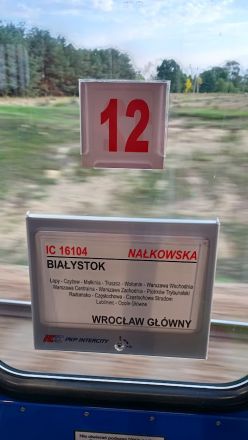 12
IC 16104 NAŁKOWSKA
BIAŁYSTOK
Łapy - Czyżew - Małkinia - Tłuszcz - Wołomin - Warszawa Wschodnia
Warszawa Centralna - Warszawa Zachodnia - Piotrków Trybunalski
Radomsko - Częstochowa - Częstochowa Stradom
Lubliniec - Opole Główne
WROCŁAW GŁÓWNY
IC PKP INTERCITY